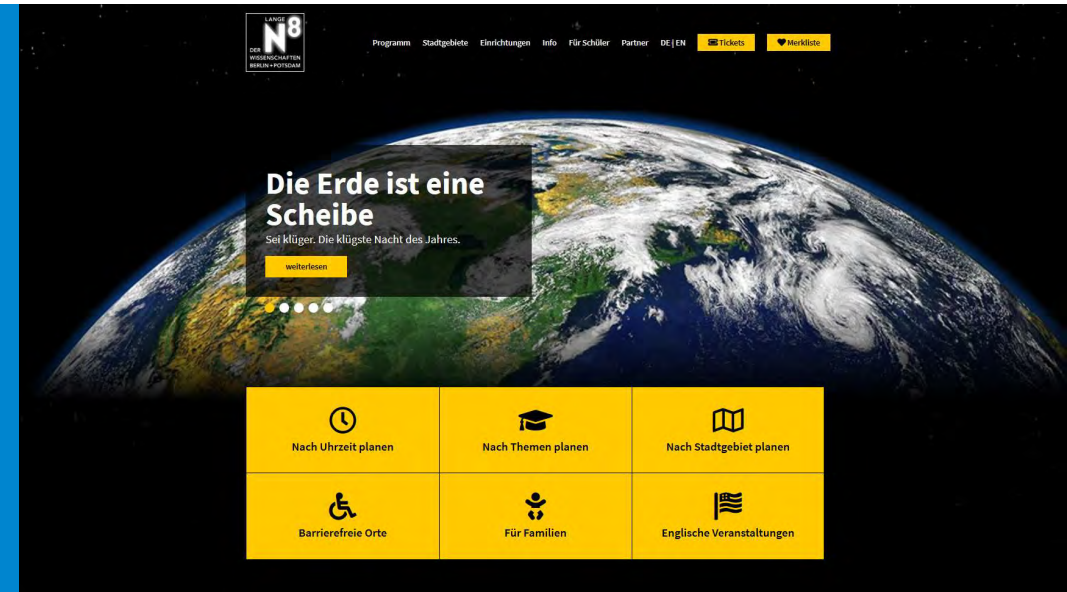 LANGE
N8
DER
WISSENSCHAFTEN
BERLIN + POTSDAM
Programm Stadtgebiete Einrichtungen Info Für Schüler Partner DE | EN Tickets Merkliste
Die Erde ist eine
Scheibe
Sei klüger. Die klügste Nacht des Jahres.
weiterlesen
Nach Uhrzeit planen Nach Themen planen Nach Stadtgebiet planen
Barrierefreie Orte Für Familien Englische Veranstaltungen